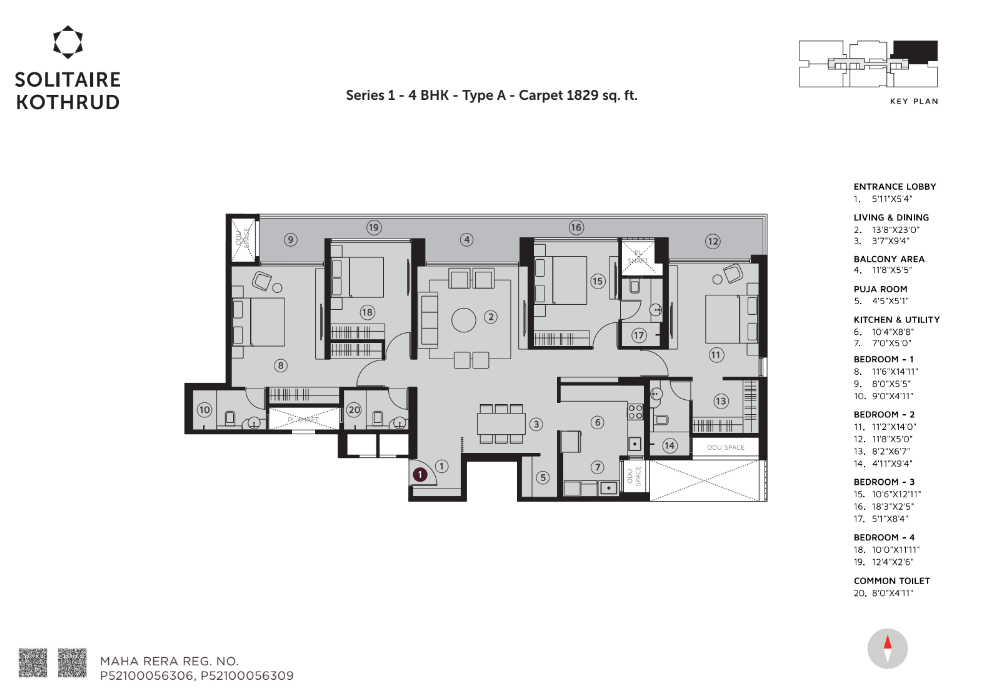 SOLITAIRE
KOTHRUD
Series 1 - 4 BHK - Type A - Carpet 1829 sq. ft.
KEY PLAN
ENTRANCE LOBBY
1. 5'11"X5'4"
LIVING & DINING
2. 13'8"X23'0"
3. 3'7"X9'4"
BALCONY AREA
4. 11'8"X5'5"
PUJA ROOM
5. 4'5"X5'1"
KITCHEN & UTILITY
6. 10'4"X8'8"
7. 7'0"X5'0"
BEDROOM - 1
8. 11'6"X14'11"
9. 8'0"X5'5"
10. 9'0"X4'11"
BEDROOM - 2
11. 11'2"X14'0"
12. 11'8"X5'0"
13. 8'2"X6'7"
14. 4'11"X9'4"
BEDROOM - 3
15. 10'6"X12'11"
16. 18'3"X2'5"
17. 5'1"X8'4"
BEDROOM - 4
18. 10'0"X11'11"
19. 12'4"X2'6"
COMMON TOILET
20. 8'0"X4'11"
ODU
SPACE
9
19
4
16
12
PL
SHAFT
15
18
2
17
11
8
13
10
PL SHAFT
20
3
6
14
ODU SPACE
1
1
5
7
ODU
SPACE
MAHA RERA REG. NO.
P52100056306, P52100056309